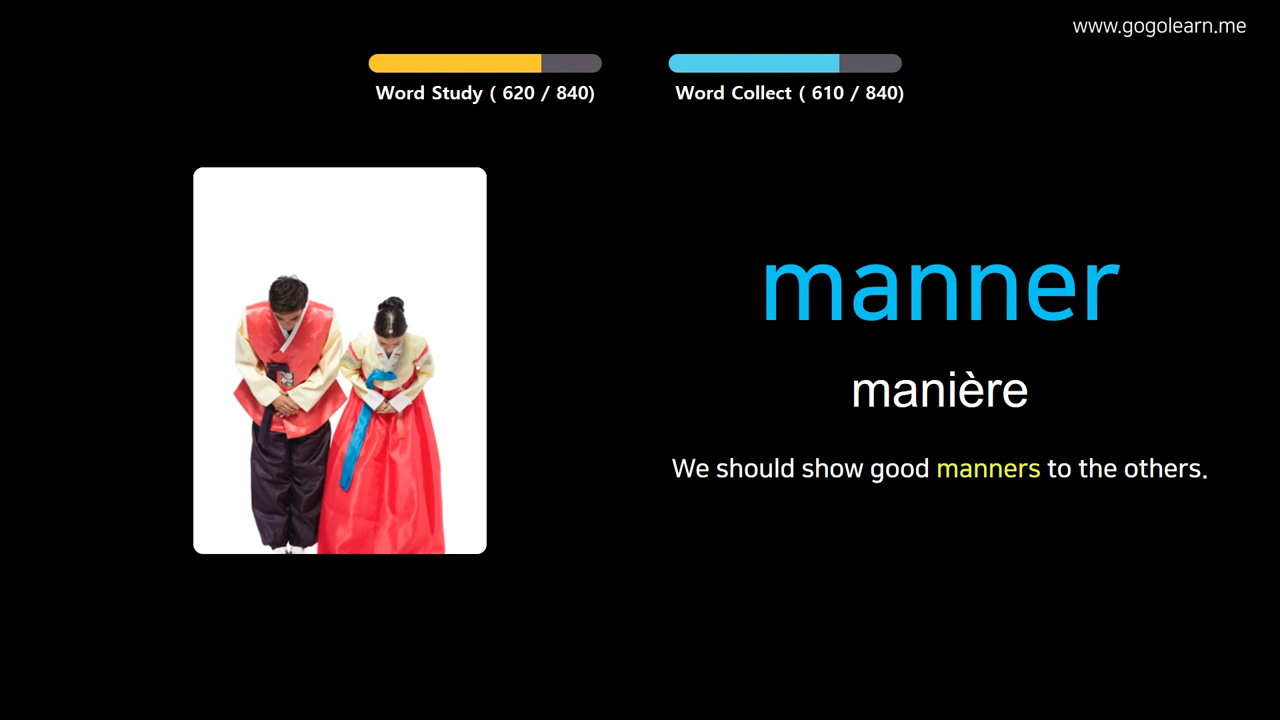 www.gogolearn.me
Word Study ( 620 / 840)
Word Collect ( 610 / 840)
manner
manière
We should show good manners to the others.